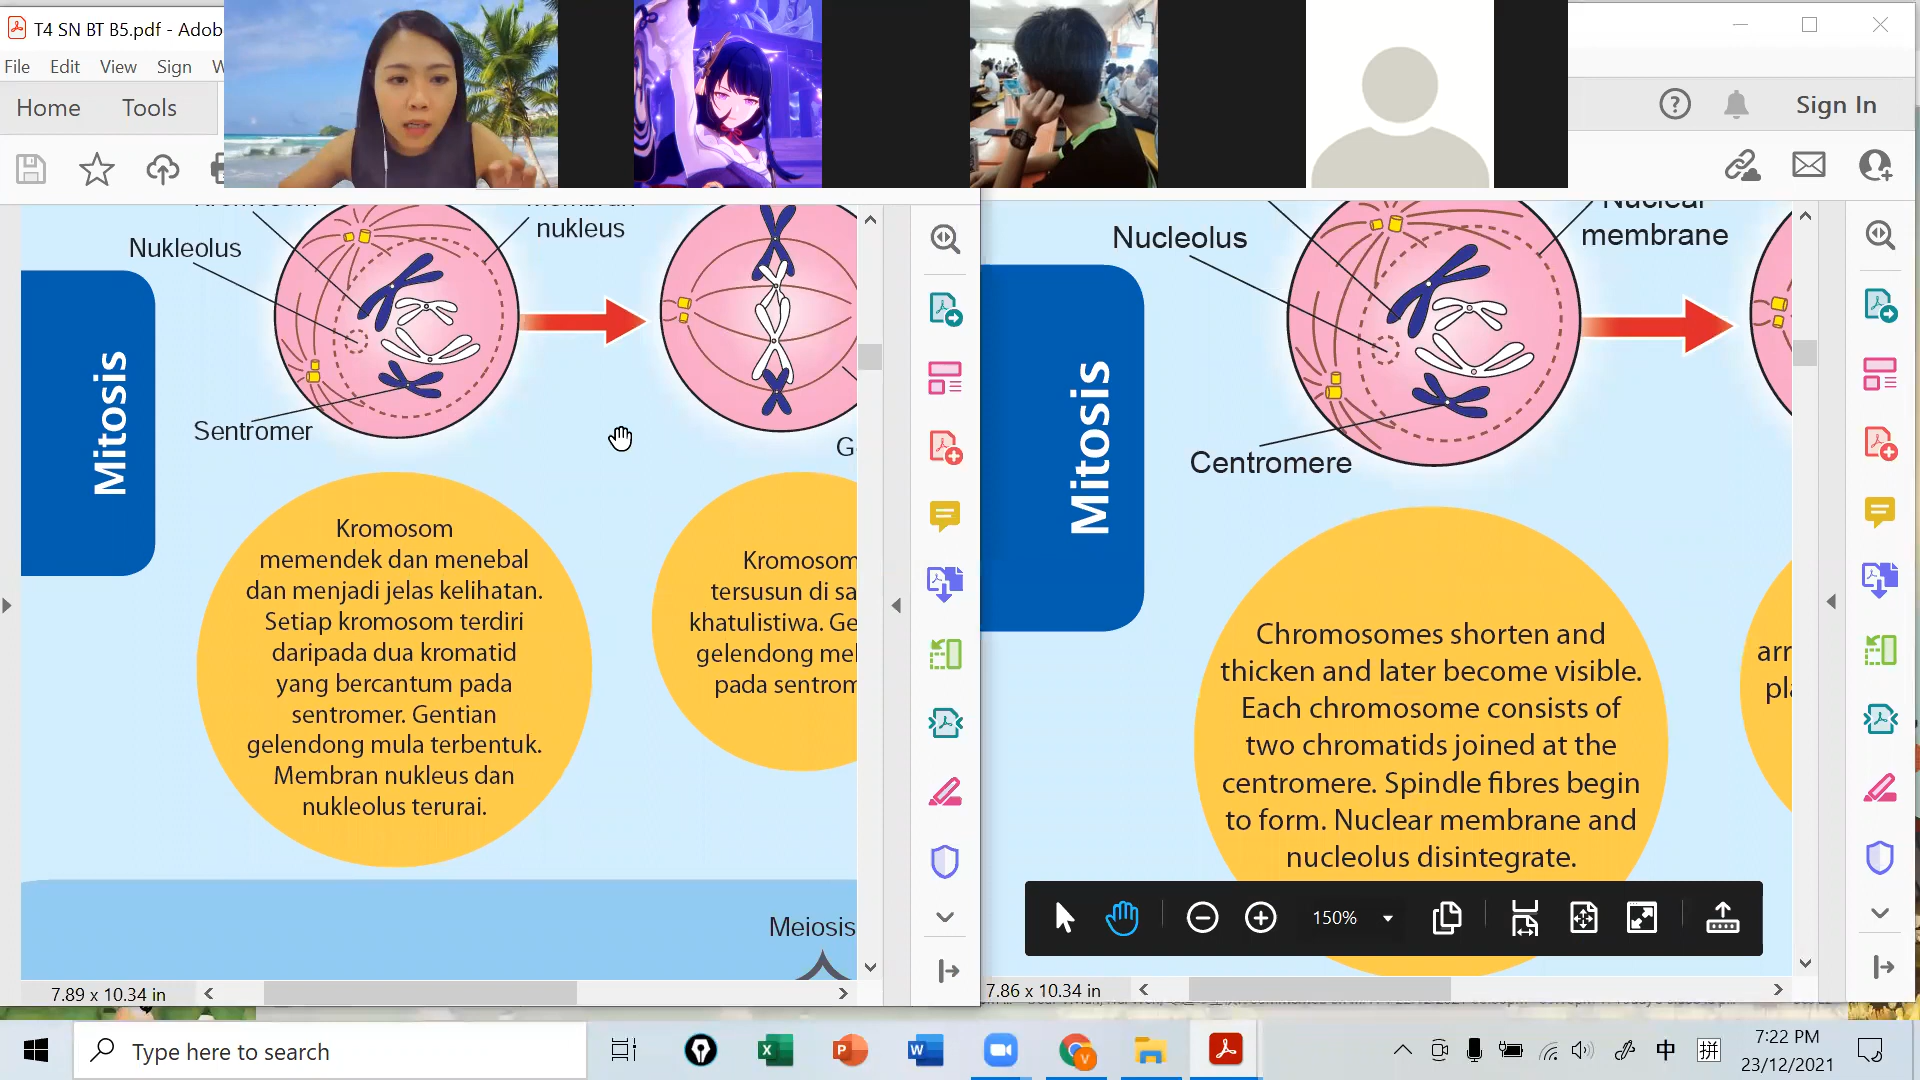 T4 SN BT B5.pdf - Adob
File Edit View Sign W
Home Tools
Sign In
nukleus
Nukleolus
Sentromer
Mitosis
Kromosom
memendek dan menebal
dan menjadi jelas kelihatan.
Setiap kromosom terdiri
daripada dua kromatid
yang bercantum pada
sentromer. Gentian
gelendong mula terbentuk.
Membran nukleus dan
nukleolus terurai.
G
Kromosom
tersusun di sa
khatulistiwa. Ge
gelendong mel
pada sentrom
Meiosis
7.89 x 10.34 in
Nuclear
membrane
Nucleolus
Centromere
Mitosis
Chromosomes shorten and
thicken and later become visible.
Each chromosome consists of
two chromatids joined at the
centromere. Spindle fibres begin
to form. Nuclear membrane and
nucleolus disintegrate.
arr
pl
150%
7.86 x 10.34 in
Type here to search
中 拼
7:22 PM
23/12/2021